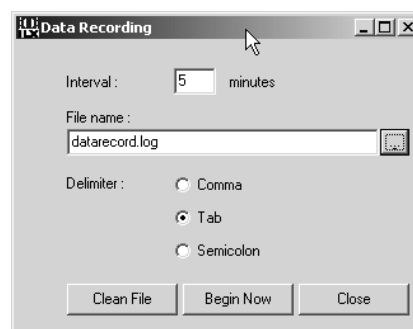 Data Recording
Interval : 5 minutes
File name :
datarecord.log
...
Delimiter : Comma
Tab
Semicolon
Clean File Begin Now Close